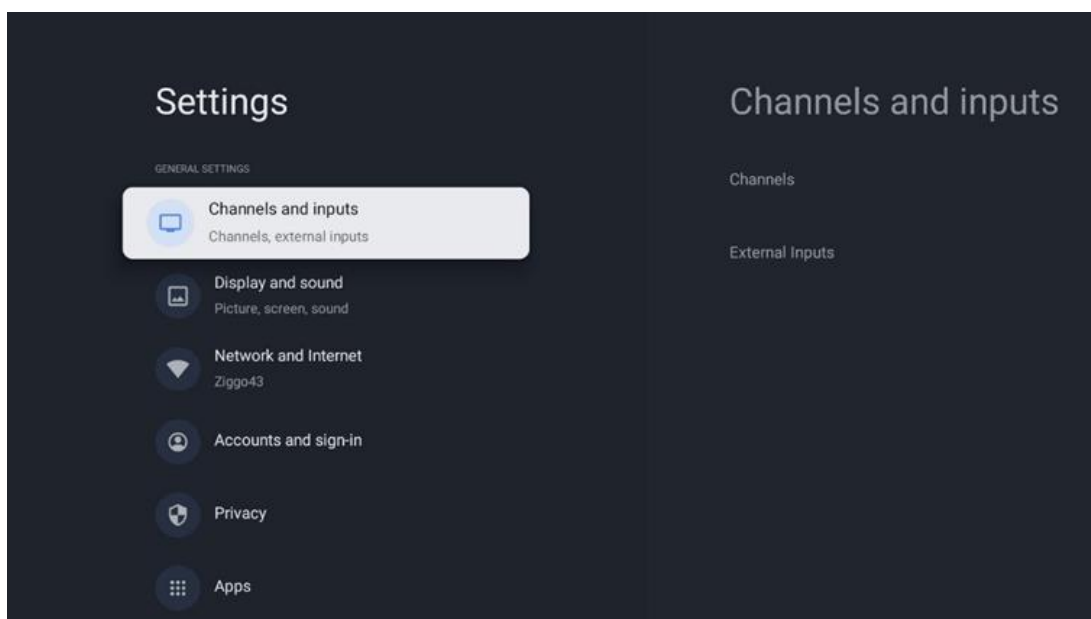 Settings
GENERAL SETTINGS
Channels and inputs
Channels, external inputs
Display and sound
Picture, screen, sound
Network and Internet
Ziggo43
Accounts and sign-in
Privacy
Apps
Channels and inputs
Channels
External Inputs